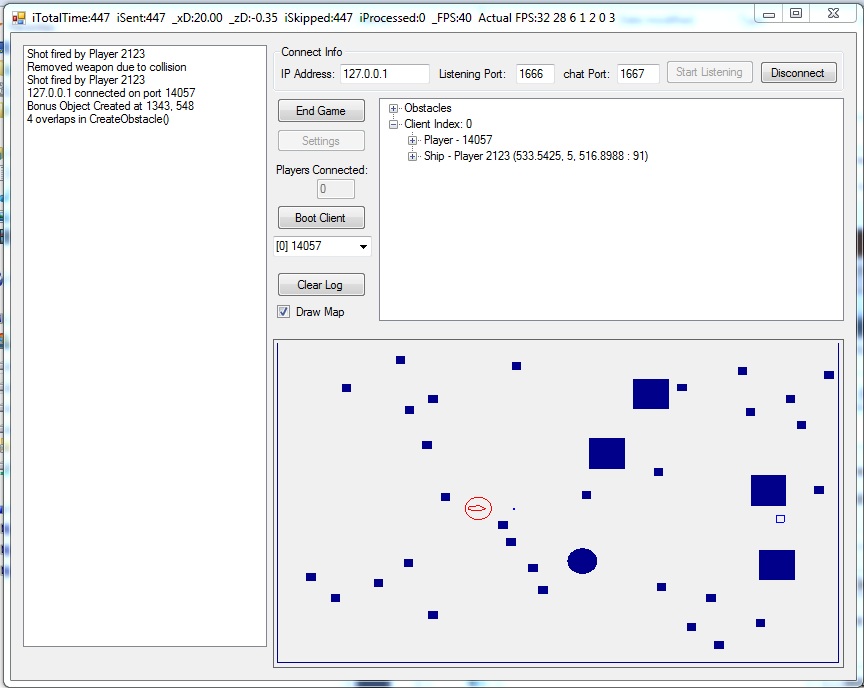 iTotalTime:447 iSent:447 _xD:20.00 _zD:-0.35 iSkipped:447 iProcessed:0 _FPS:40 Actual FPS:32 28 6 1 2 0 3
Shot fired by Player 2123
Removed weapon due to collision
Shot fired by Player 2123
127.0.0.1 connected on port 14057
Bonus Object Created at 1343, 548
4 overlaps in CreateObstacle()
Connect Info
IP Address: 127.0.0.1 Listening Port: 1666 chat Port: 1667 Start Listening Disconnect
End Game
Settings
Players Connected:
0
Boot Client
[0] 14057
Clear Log
Draw Map
Obstacles
Client Index: 0
Player - 14057
Ship - Player 2123 (533.5425, 5, 516.8988 : 91)